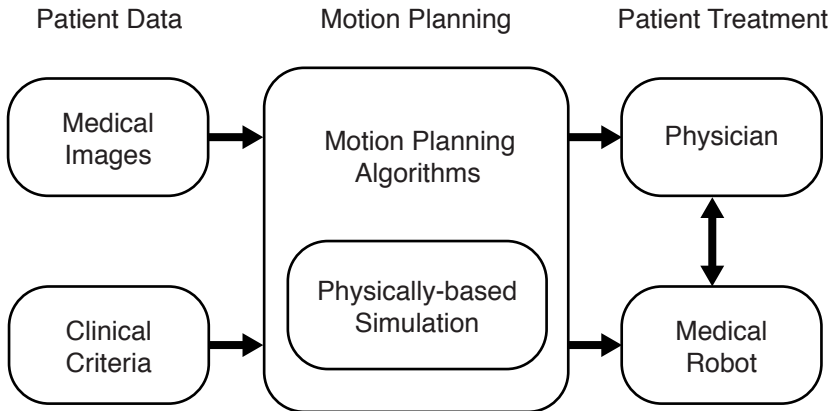 Patient Data
Motion Planning
Patient Treatment
Medical
Images
Motion Planning
Algorithms
Physician
Clinical
Criteria
Physically-based
Simulation
Medical
Robot